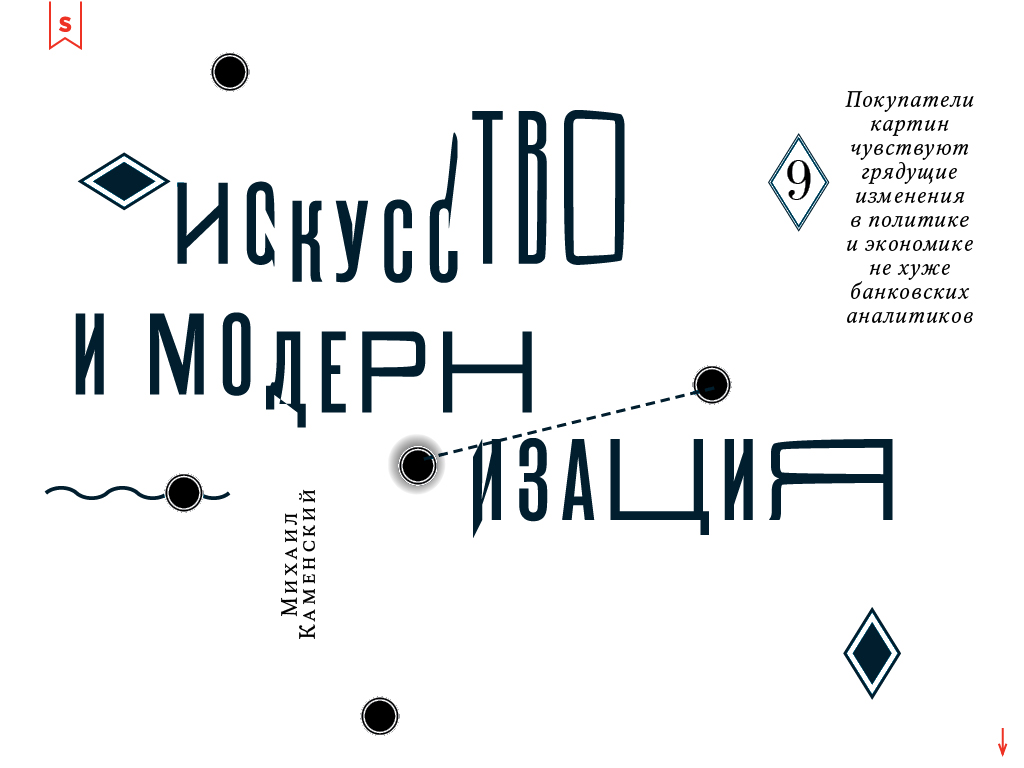 S
ИСКУССТВО
И МОДЕРН
ИЗАЦИЯ
Михаил
Каменский
9
Покупатели
картин
чувствуют
грядущие
изменения
в политике
и экономике
не хуже
банковских
аналитиков